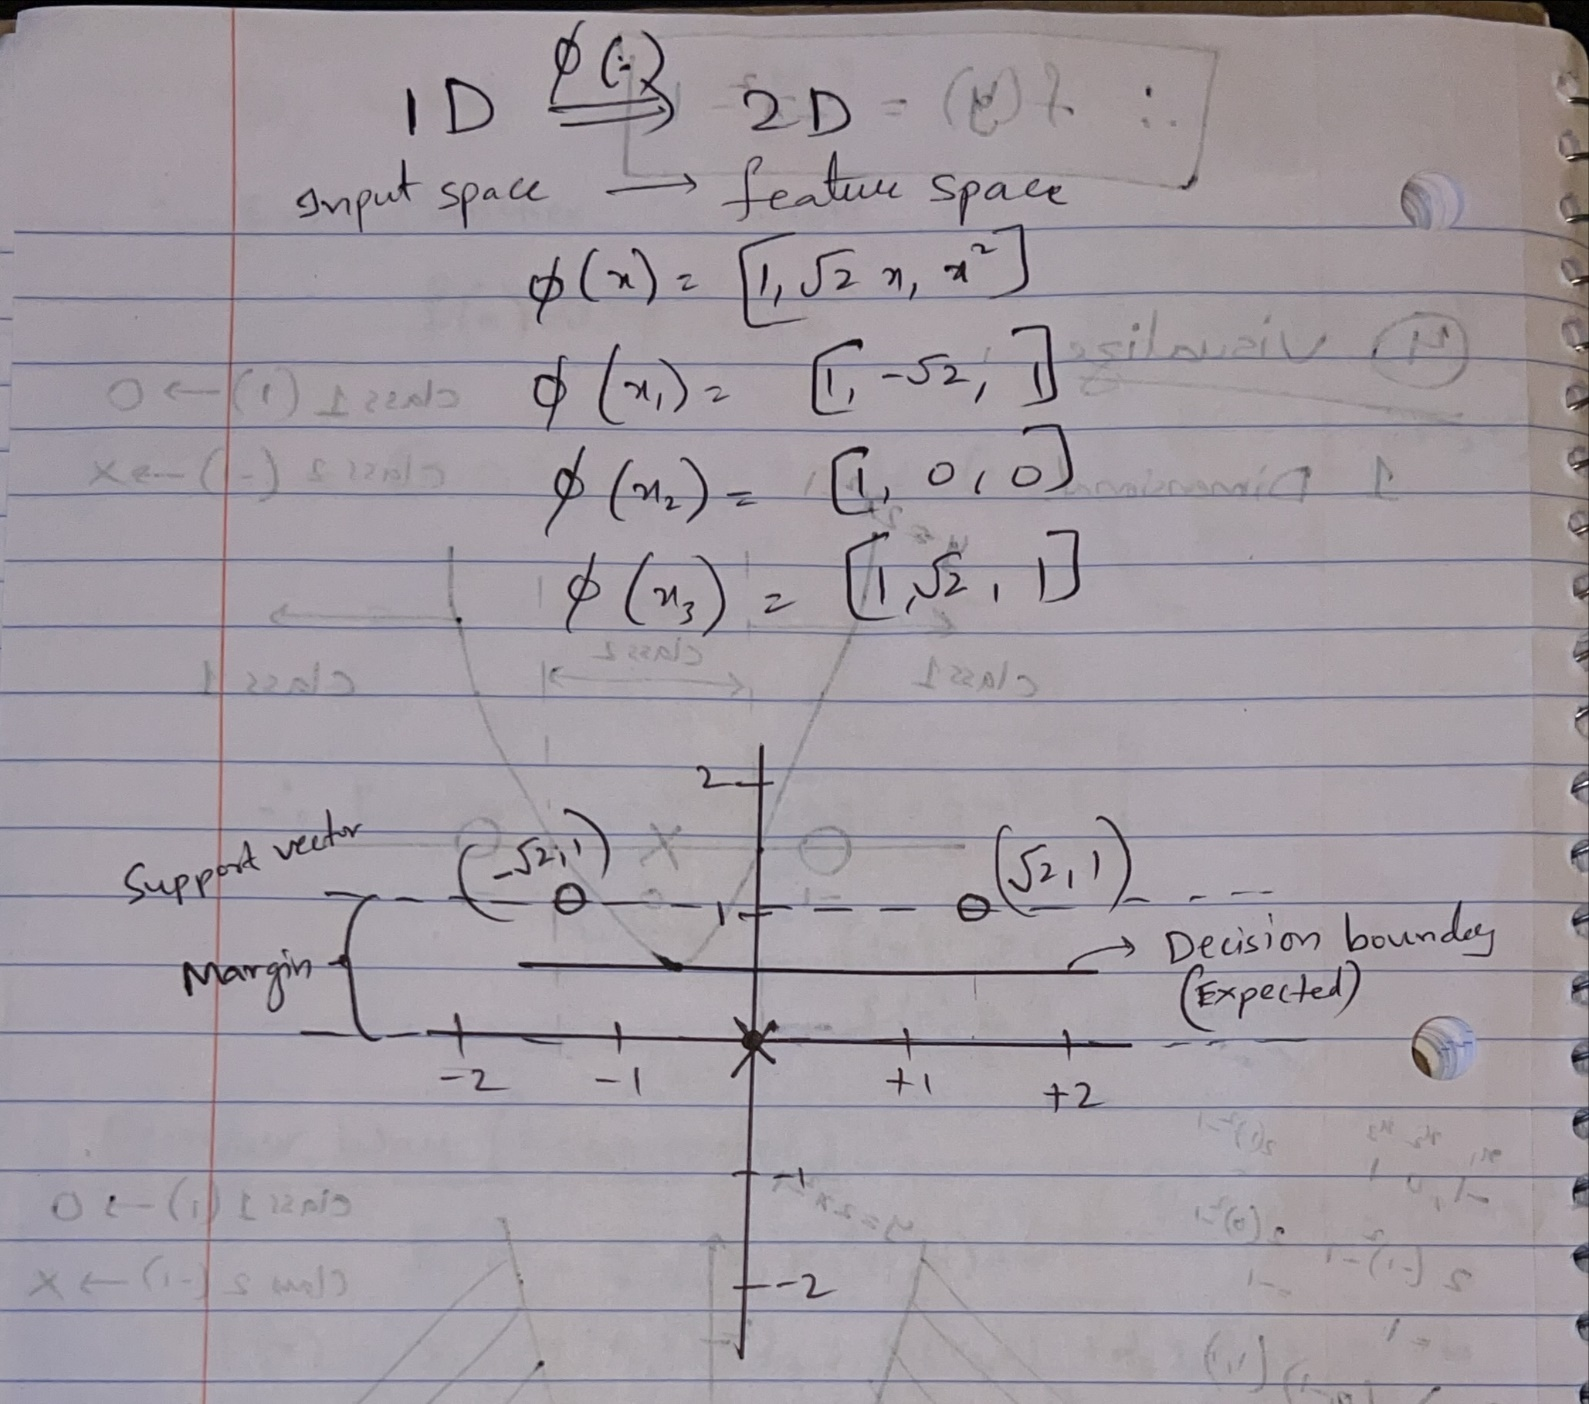 1D ϕ(·) ⟹ 2D
Input space → feature space
ϕ(x) = [1, √2 x, x²]
ϕ(x₁) = [1, -√2, 1]
ϕ(x₂) = [1, 0, 0]
ϕ(x₃) = [1, √2, 1]
2
Support vector
(-√2, 1)
(√2, 1)
1
Decision boundary
(Expected)
Margin
-2 -1 +1 +2
-1
-2